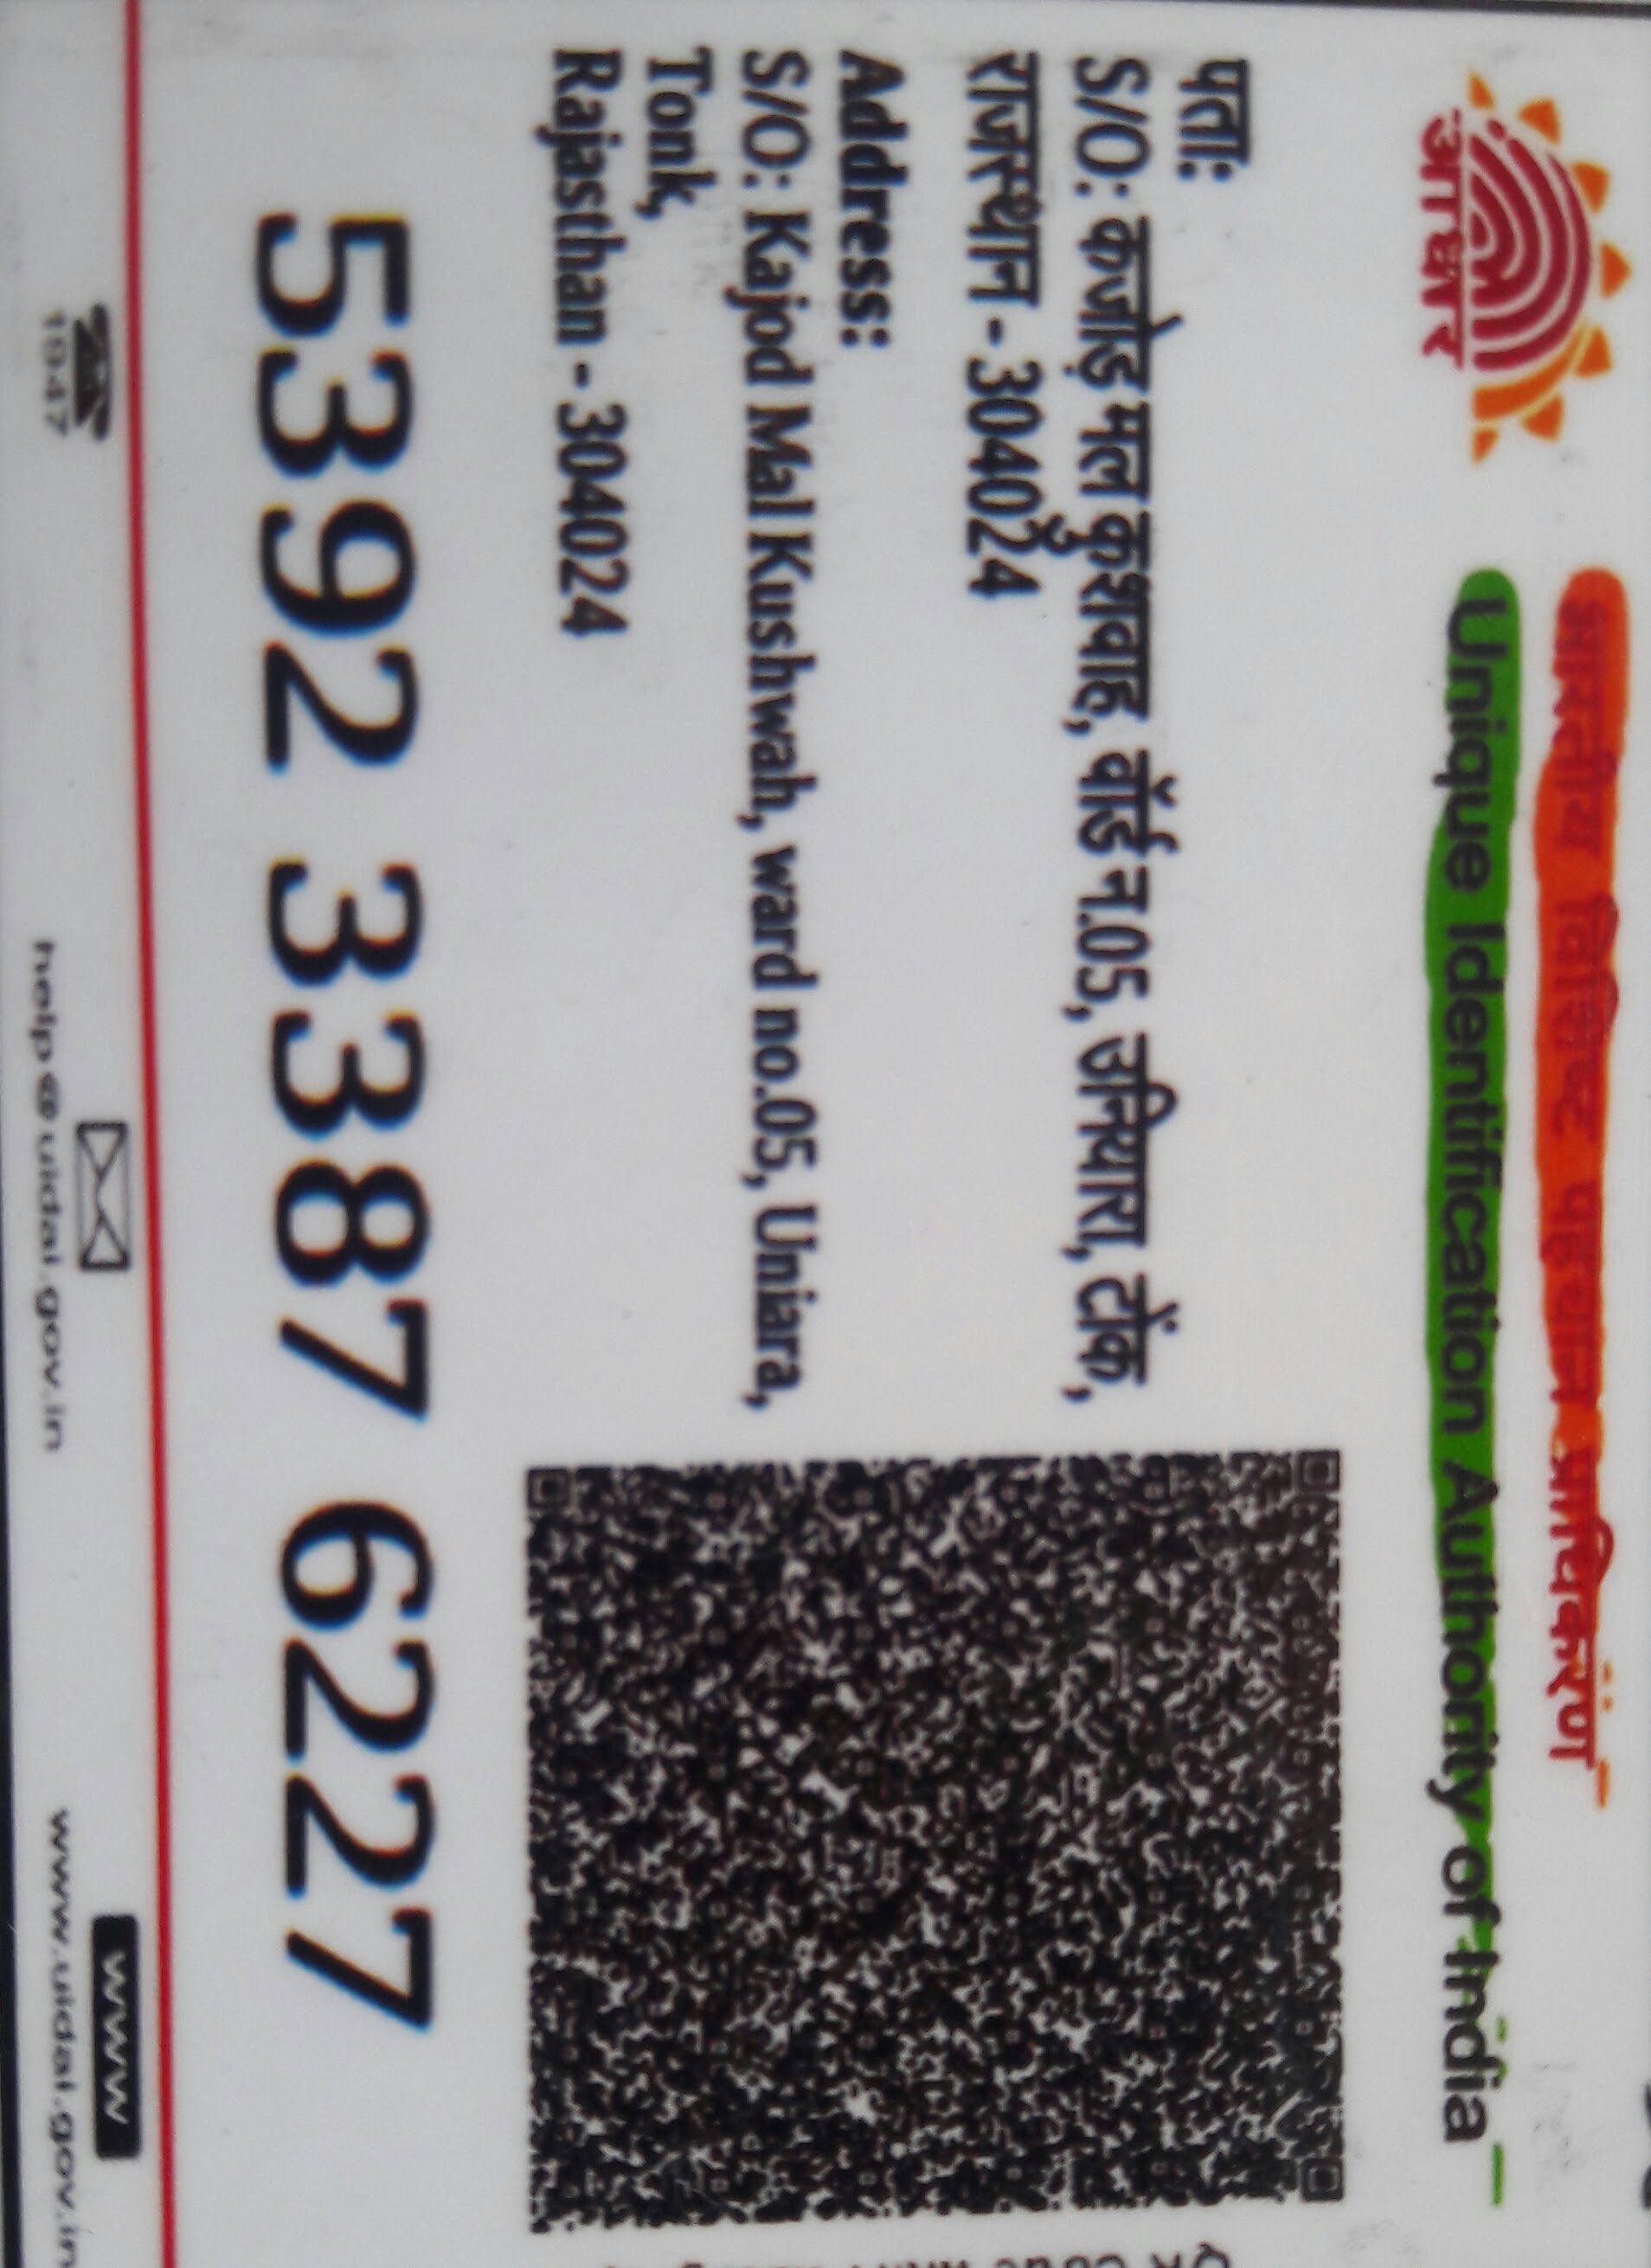 भारतीय विशिष्ट पहचान प्राधिकरण
Unique Identification Authority of India
आधार
पता:
S/O: कजोड़ मल कुशवाह, वॉर्ड न.05, उनियारा, टोंक,
राजस्थान - 304024
Address:
S/O: Kajod Mal Kushwah, ward no.05, Uniara,
Tonk,
Rajasthan - 304024
5392 3387 6227
1947
help@uidai.gov.in
www
www.uidai.gov.in